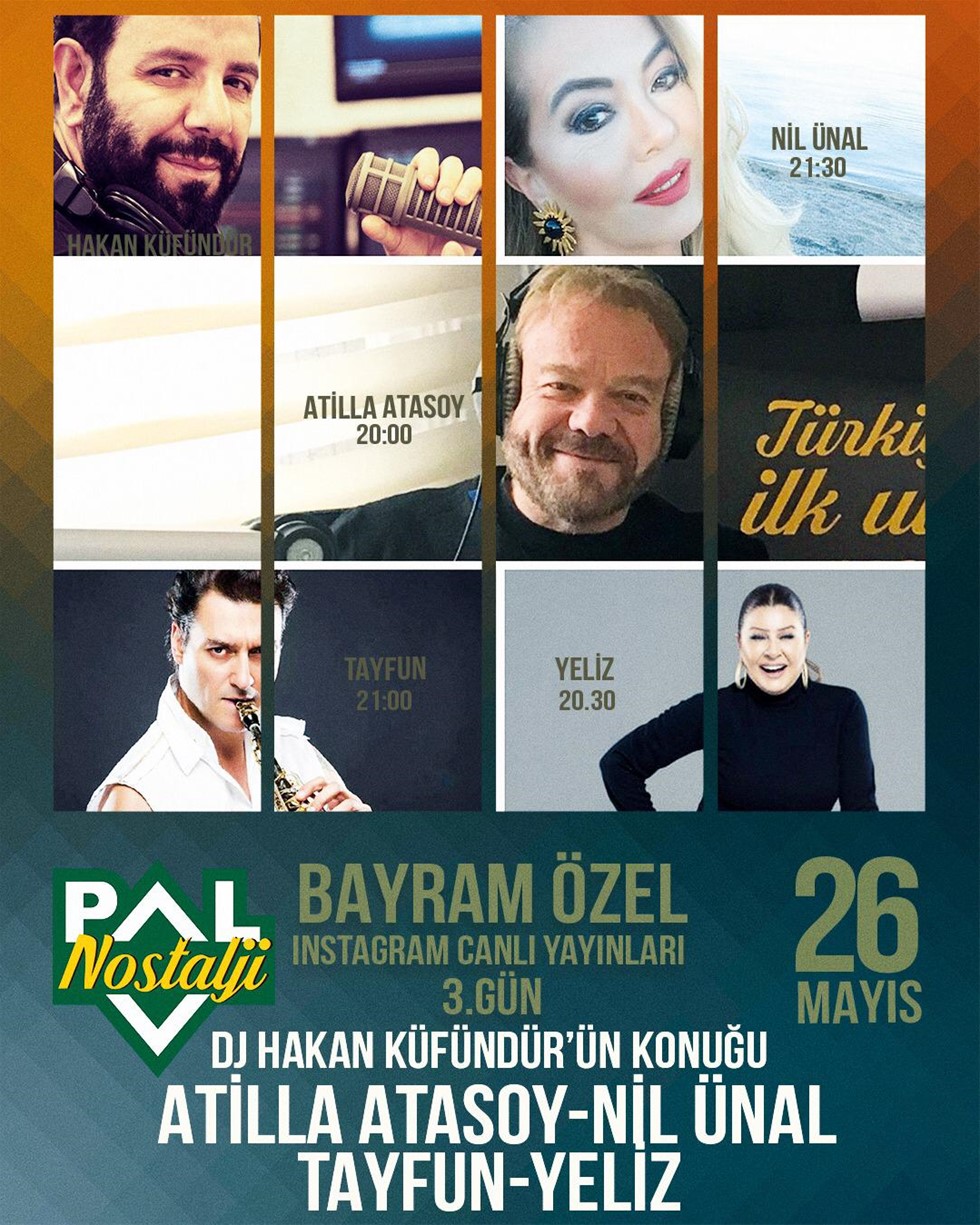 HAKAN KÜFÜNDÜR
NİL ÜNAL
21:30
ATİLLA ATASOY
20:00
Türki
ilk
TAYFUN
21:00
YELİZ
20.30
PAL
Nostalji
BAYRAM ÖZEL
INSTAGRAM CANLI YAYINLARI
3.GÜN
26
MAYIS
DJ HAKAN KÜFÜNDÜR'ÜN KONUĞU
ATİLLA ATASOY-NİL ÜNAL
TAYFUN-YELİZ